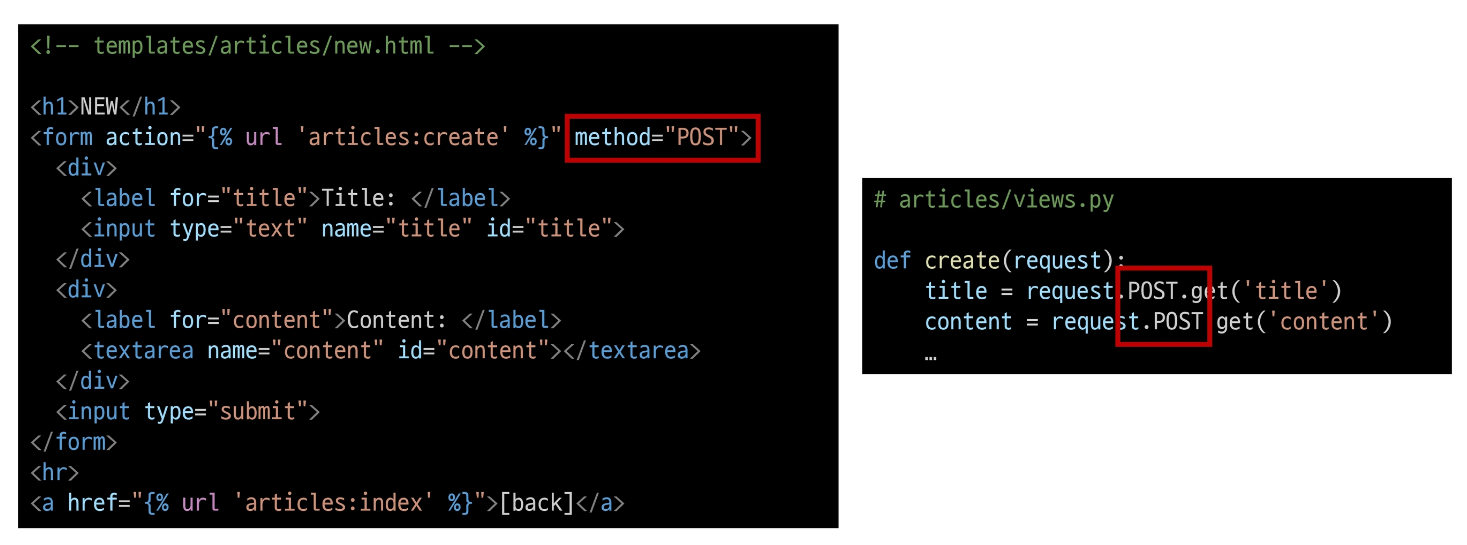 <!-- templates/articles/new.html -->
<h1>NEW</h1>
<form action="{% url 'articles:create' %}" method="POST">
  <div>
    <label for="title">Title: </label>
    <input type="text" name="title" id="title">
  </div>
  <div>
    <label for="content">Content: </label>
    <textarea name="content" id="content"></textarea>
  </div>
  <input type="submit">
</form>
<hr>
<a href="{% url 'articles:index' %}">[back]</a>
# articles/views.py
def create(request):
    title = request.POST.get('title')
    content = request.POST.get('content')
    …